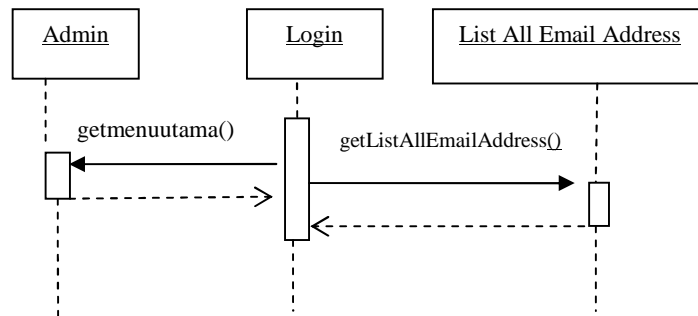 Admin
Login
List All Email Address
getmenuutama()
getListAllEmailAddress()